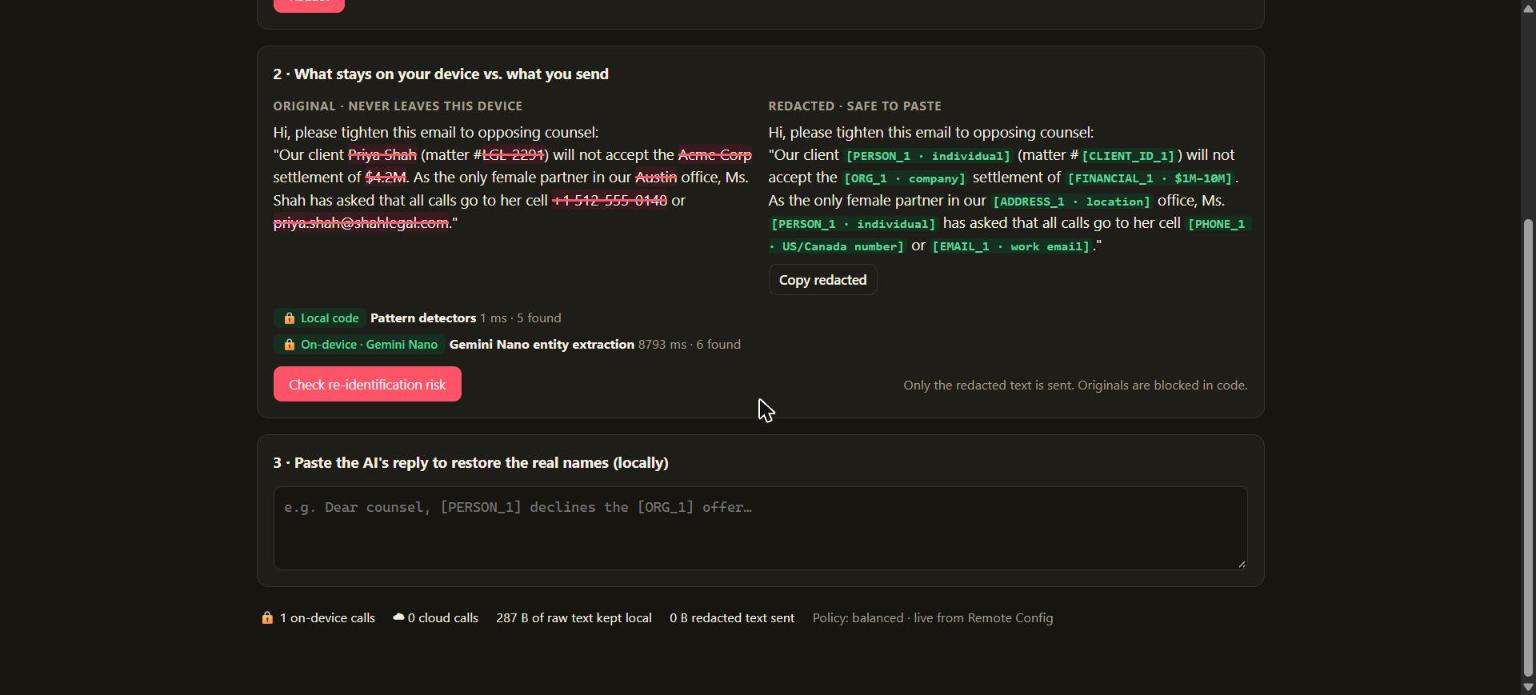 2 · What stays on your device vs. what you send
ORIGINAL · NEVER LEAVES THIS DEVICE
Hi, please tighten this email to opposing counsel:
"Our client Priya Shah (matter #LGL-2291) will not accept the Acme Corp
settlement of $4.2M. As the only female partner in our Austin office, Ms.
Shah has asked that all calls go to her cell +1 512-555-0148 or
priya.shah@shahlegal.com."
REDACTED · SAFE TO PASTE
Hi, please tighten this email to opposing counsel:
"Our client [PERSON_1 · individual] (matter #[CLIENT_ID_1]) will not
accept the [ORG_1 · company] settlement of [FINANCIAL_1 · $1M–10M].
As the only female partner in our [ADDRESS_1 · location] office, Ms.
[PERSON_1 · individual] has asked that all calls go to her cell [PHONE_1
· US/Canada number] or [EMAIL_1 · work email]."
Copy redacted
🔒 Local code Pattern detectors 1 ms · 5 found
🔒 On-device · Gemini Nano Gemini Nano entity extraction 8793 ms · 6 found
Check re-identification risk
Only the redacted text is sent. Originals are blocked in code.
3 · Paste the AI's reply to restore the real names (locally)
e.g. Dear counsel, [PERSON_1] declines the [ORG_1] offer…
🔒 1 on-device calls ☁ 0 cloud calls 287 B of raw text kept local 0 B redacted text sent Policy: balanced · live from Remote Config